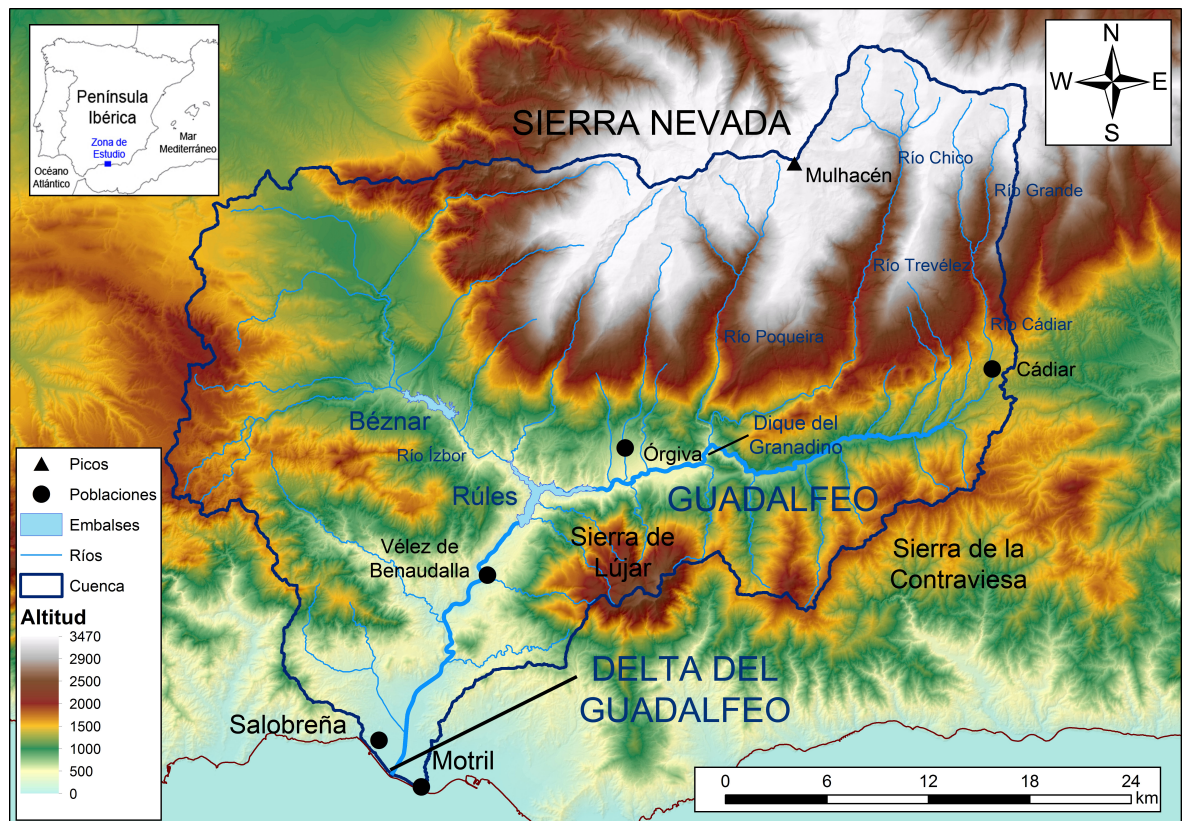 Península
Ibérica
Zona de
Estudio
Mar
Mediterráneo
Océano
Atlántico
N
W
E
S
SIERRA NEVADA
Mulhacén
Río Chico
Río Grande
Río Trevélez
Río Poqueira
Río Cádiar
Cádiar
Béznar
Río Ízbor
Dique del
Granadino
Órgiva
Rúles
GUADALFEO
Sierra de
Lújar
Sierra de la
Contraviesa
Vélez de
Benaudalla
DELTA DEL
GUADALFEO
Salobreña
Motril
Picos
Poblaciones
Embalses
Ríos
Cuenca
Altitud
3470
2900
2500
2000
1500
1000
500
0
0 6 12 18 24
km